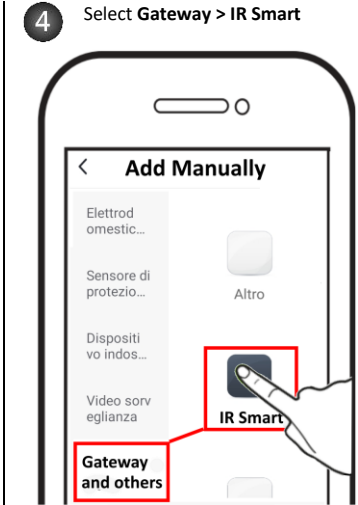 4
Select Gateway > IR Smart
< Add Manually
Elettrod
omestic...
Sensore di
protezio...
Altro
Dispositi
vo indos...
Video sorv
eglianza
IR Smart
Gateway
and others